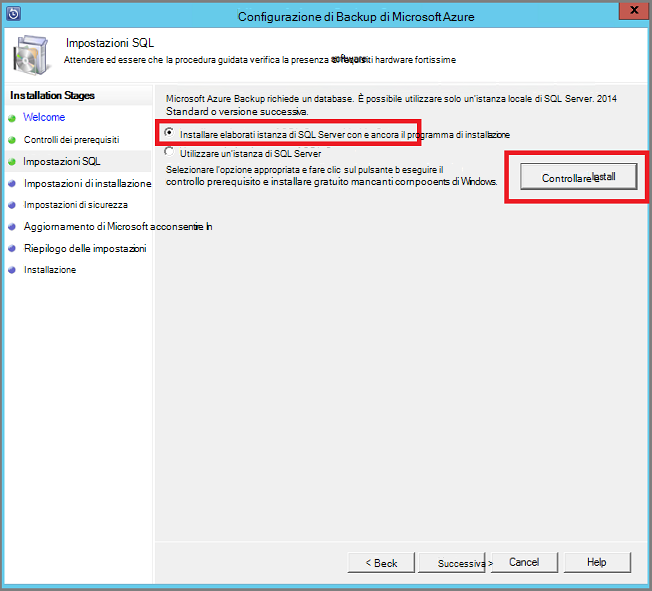 Configurazione di Backup di Microsoft Azure
X
Impostazioni SQL
Attendere ed essere che la procedura guidata verifica la presenza di requisiti hardware fortissime
software
Installation Stages
Welcome
Controlli dei prerequisiti
Impostazioni SQL
Impostazioni di installazione
Impostazioni di sicurezza
Aggiornamento di Microsoft acconsentire In
Riepilogo delle impostazioni
Installazione
Microsoft Azure Backup richiede un database. È possibile utilizzare solo un'istanza locale di SQL Server. 2014
Standard o versione successiva.
Installare elaborati istanza di SQL Server con e ancora il programma di installazione
Utilizzare un'istanza di SQL Server
Selezionare l'opzione appropriata e fare clic sul pulsante b eseguire il
controllo prerequisito e installare gratuito mancanti cornpooents di Windows.
Controllare e Install
< Beck
Successiva >
Cancel
Help